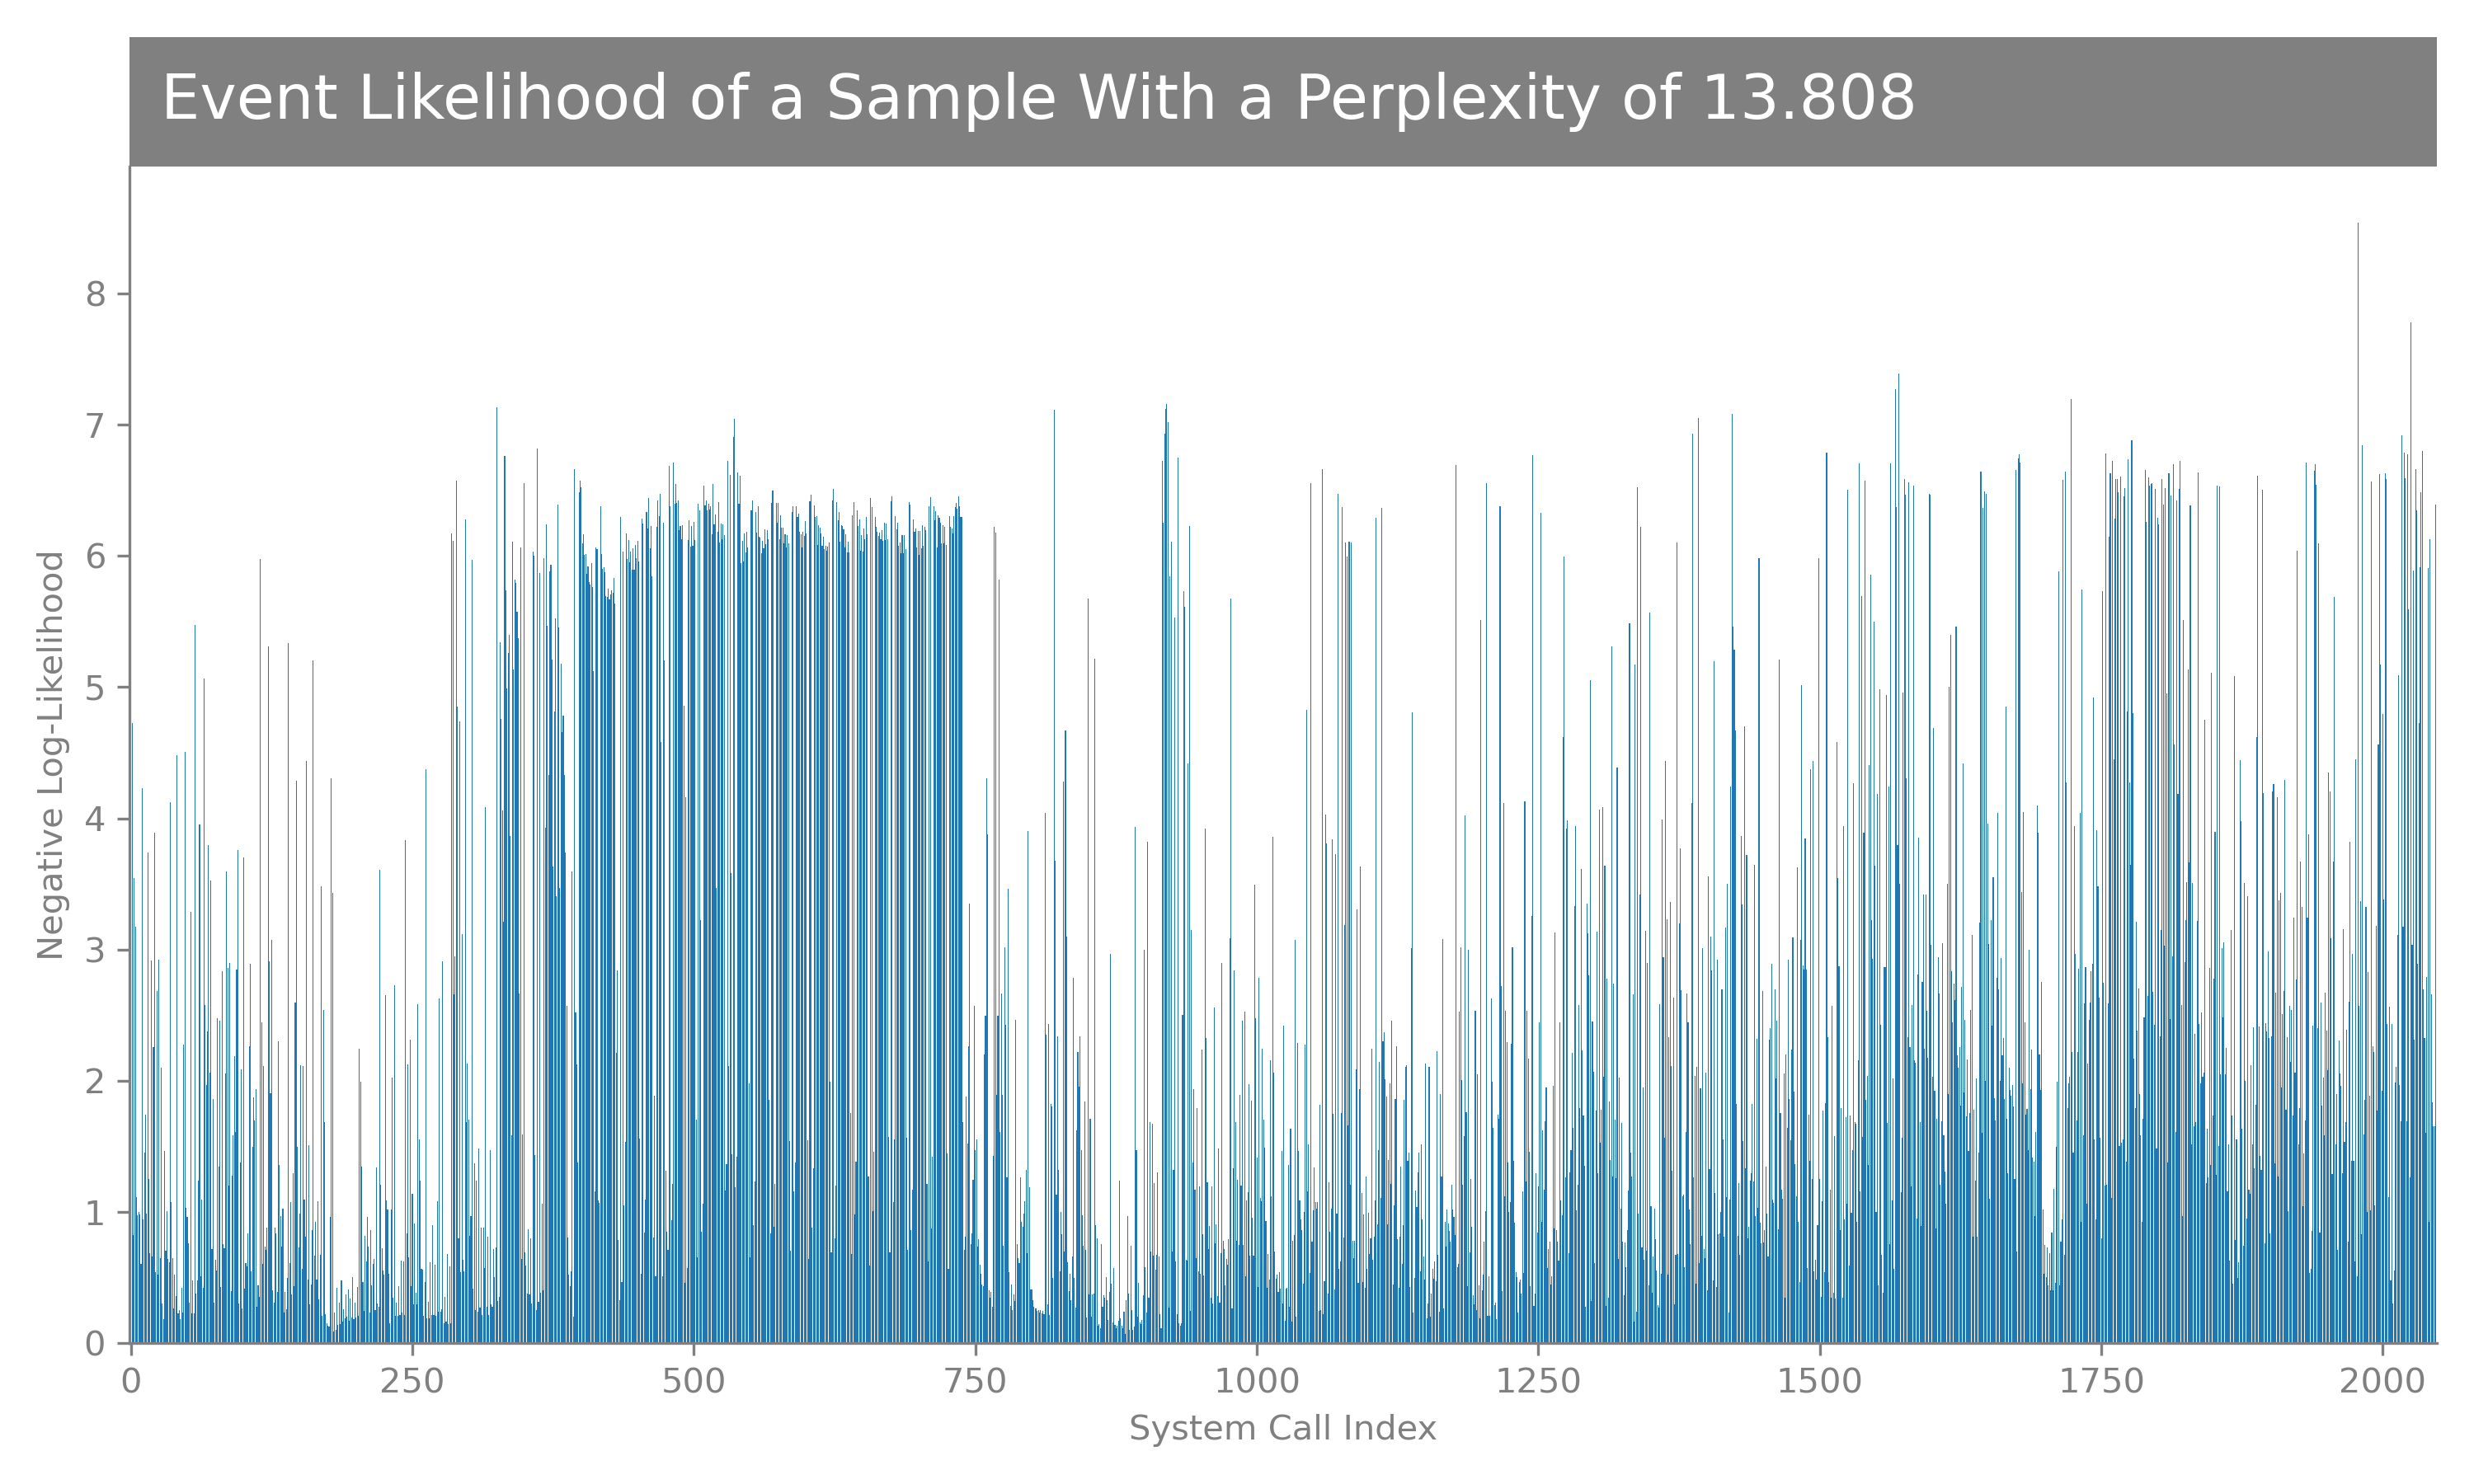 Event Likelihood of a Sample With a Perplexity of 13.808
Negative Log-Likelihood
8
7
6
5
4
3
2
1
0
0 250 500 750 1000 1250 1500 1750 2000
System Call Index